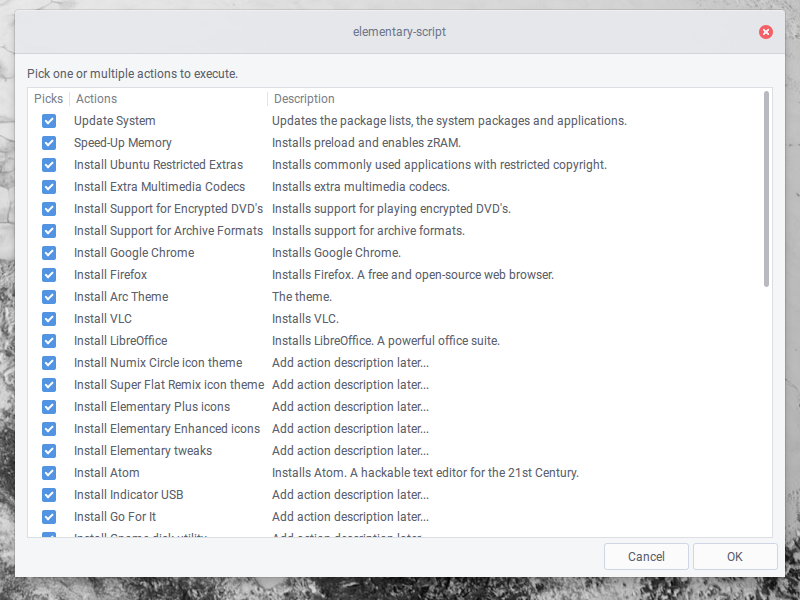 elementary-script
Pick one or multiple actions to execute.
Picks Actions Description
Update System Updates the package lists, the system packages and applications.
Speed-Up Memory Installs preload and enables zRAM.
Install Ubuntu Restricted Extras Installs commonly used applications with restricted copyright.
Install Extra Multimedia Codecs Installs extra multimedia codecs.
Install Support for Encrypted DVD's Installs support for playing encrypted DVD's.
Install Support for Archive Formats Installs support for archive formats.
Install Google Chrome Installs Google Chrome.
Install Firefox Installs Firefox. A free and open-source web browser.
Install Arc Theme The theme.
Install VLC Installs VLC.
Install LibreOffice Installs LibreOffice. A powerful office suite.
Install Numix Circle icon theme Add action description later...
Install Super Flat Remix icon theme Add action description later...
Install Elementary Plus icons Add action description later...
Install Elementary Enhanced icons Add action description later...
Install Elementary tweaks Add action description later...
Install Atom Installs Atom. A hackable text editor for the 21st Century.
Install Indicator USB Add action description later...
Install Go For It Add action description later...
Install Gnome disk utility Add action description later...
Cancel OK